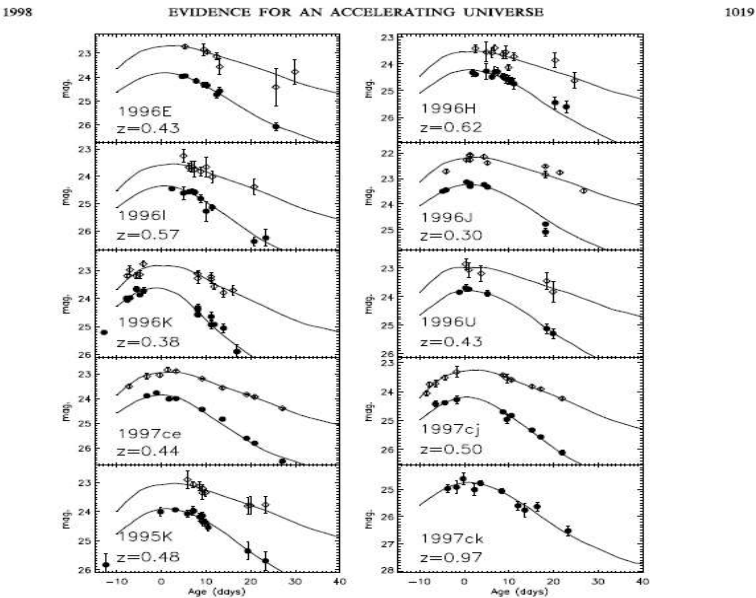 1998 EVIDENCE FOR AN ACCELERATING UNIVERSE 1019
mag.
23
24
25
26
1996E
z=0.43
mag.
23
24
25
26
1996H
z=0.62
mag.
23
24
25
26
1996I
z=0.57
mag.
22
23
24
25
1996J
z=0.30
mag.
23
24
25
26
1996K
z=0.38
mag.
23
24
25
26
1996U
z=0.43
mag.
23
24
25
26
1997ce
z=0.44
mag.
23
24
25
26
1997cj
z=0.50
mag.
23
24
25
26
1995K
z=0.48
-10 0 10 20 30 40
Age (days)
mag.
25
26
27
28
1997ck
z=0.97
-10 0 10 20 30 40
Age (days)